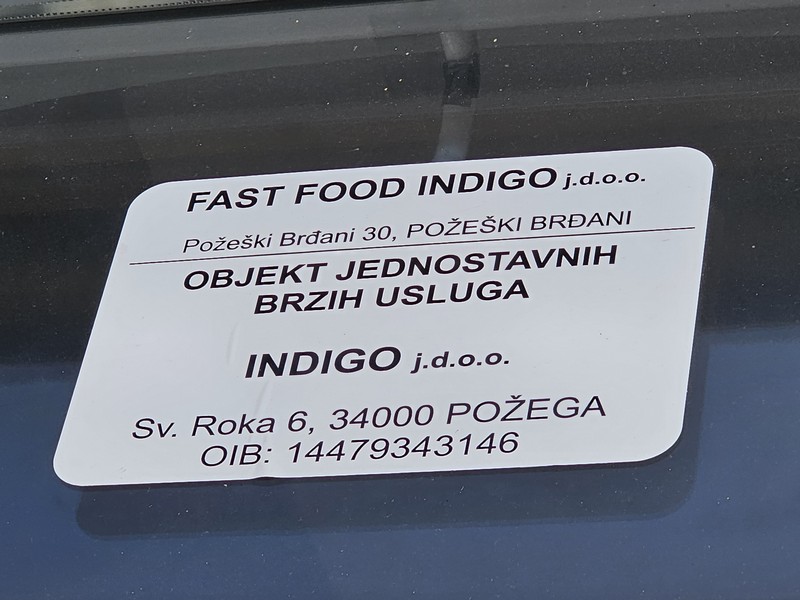 FAST FOOD INDIGO j.d.o.o.
Požeški Brđani 30, POŽEŠKI BRĐANI
OBJEKT JEDNOSTAVNIH
BRZIH USLUGA
INDIGO j.d.o.o.
Sv. Roka 6, 34000 POŽEGA
OIB: 14479343146